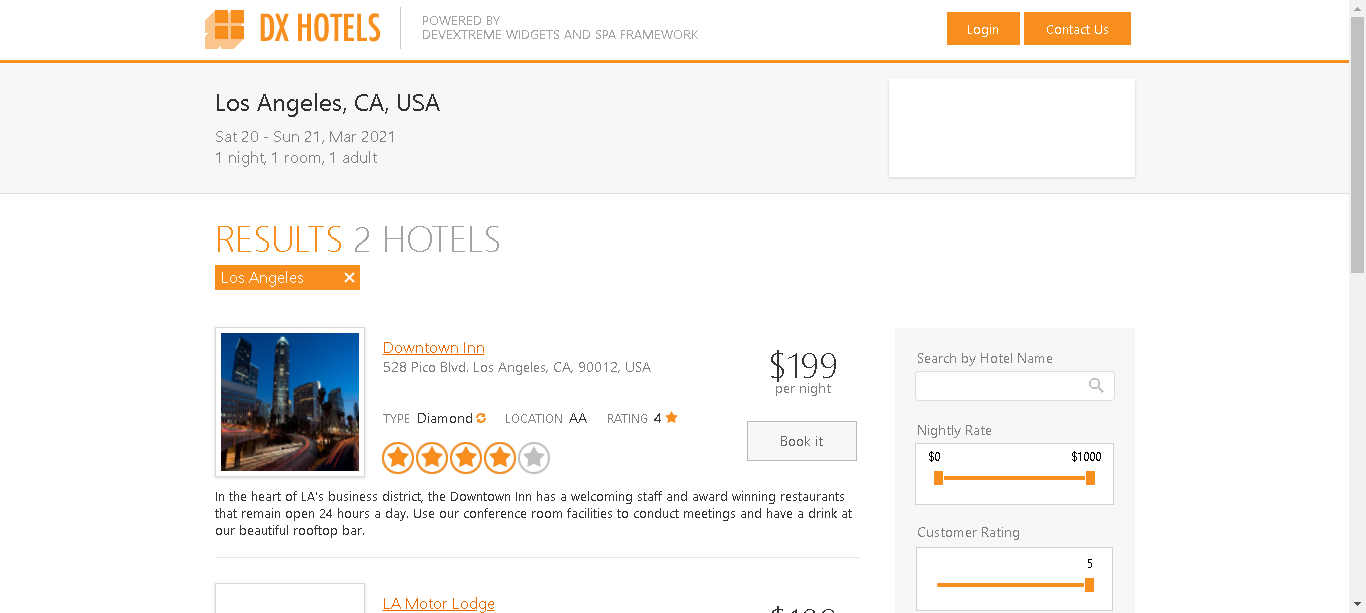 DX HOTELS
POWERED BY
DEVEXTREME WIDGETS AND SPA FRAMEWORK
Login
Contact Us
Los Angeles, CA, USA
Sat 20 - Sun 21, Mar 2021
1 night, 1 room, 1 adult
RESULTS 2 HOTELS
Los Angeles
Downtown Inn
528 Pico Blvd. Los Angeles, CA, 90012, USA
TYPE Diamond LOCATION AA RATING 4
$199
per night
Book it
In the heart of LA's business district, the Downtown Inn has a welcoming staff and award winning restaurants
that remain open 24 hours a day. Use our conference room facilities to conduct meetings and have a drink at
our beautiful rooftop bar.
LA Motor Lodge
Search by Hotel Name
Nightly Rate
$0 $1000
Customer Rating
5